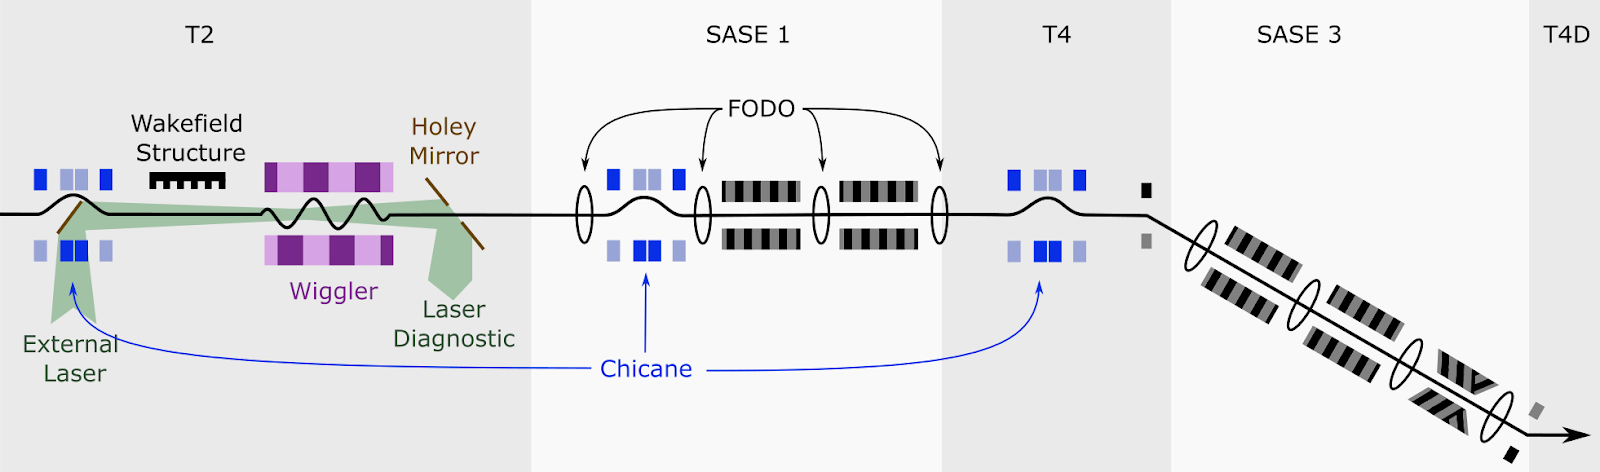 T2
SASE 1
T4
SASE 3
T4D
FODO
Wakefield
Structure
Holey
Mirror
Wiggler
Laser
Diagnostic
External
Laser
Chicane